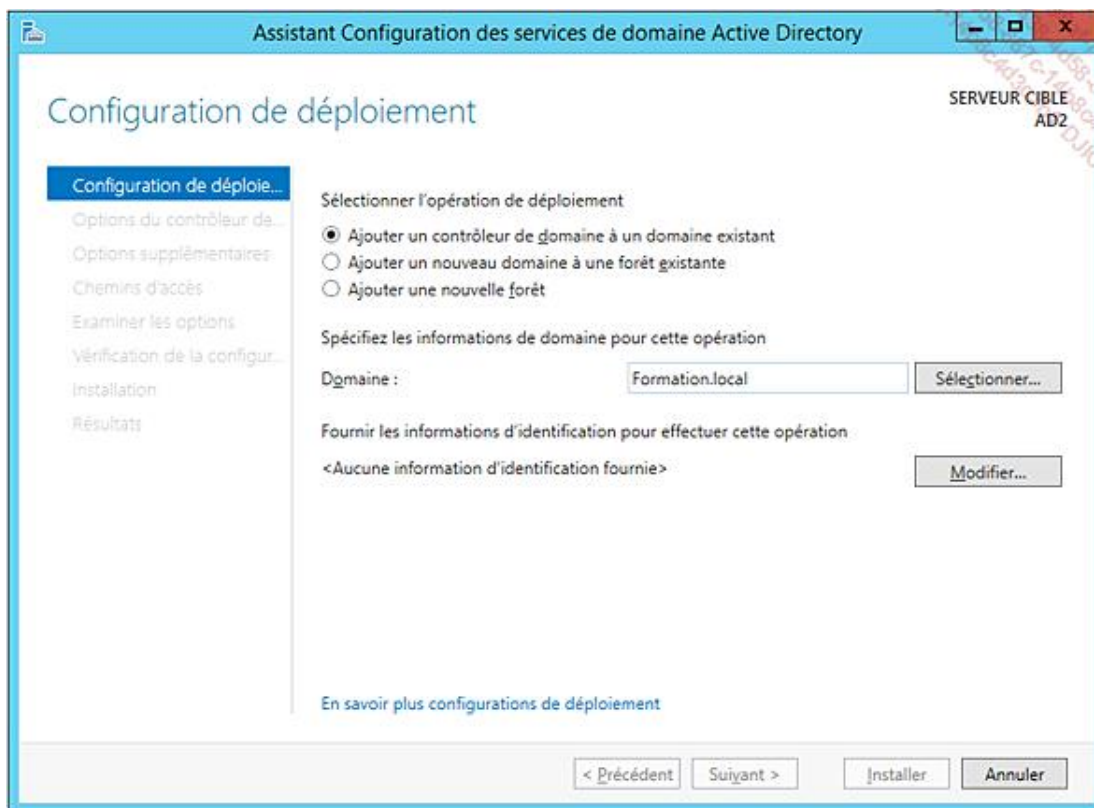 Assistant Configuration des services de domaine Active Directory
Configuration de déploiement
SERVEUR CIBLE
AD2
Configuration de déploie...
Options du contrôleur de...
Options supplémentaires
Chemins d'accès
Examiner les options
Vérification de la configur...
Installation
Résultats
Sélectionner l'opération de déploiement
Ajouter un contrôleur de domaine à un domaine existant
Ajouter un nouveau domaine à une forêt existante
Ajouter une nouvelle forêt
Spécifiez les informations de domaine pour cette opération
Domaine :
Formation.local
Sélectionner...
Fournir les informations d'identification pour effectuer cette opération
<Aucune information d'identification fournie>
Modifier...
En savoir plus configurations de déploiement
< Précédent
Suivant >
Installer
Annuler